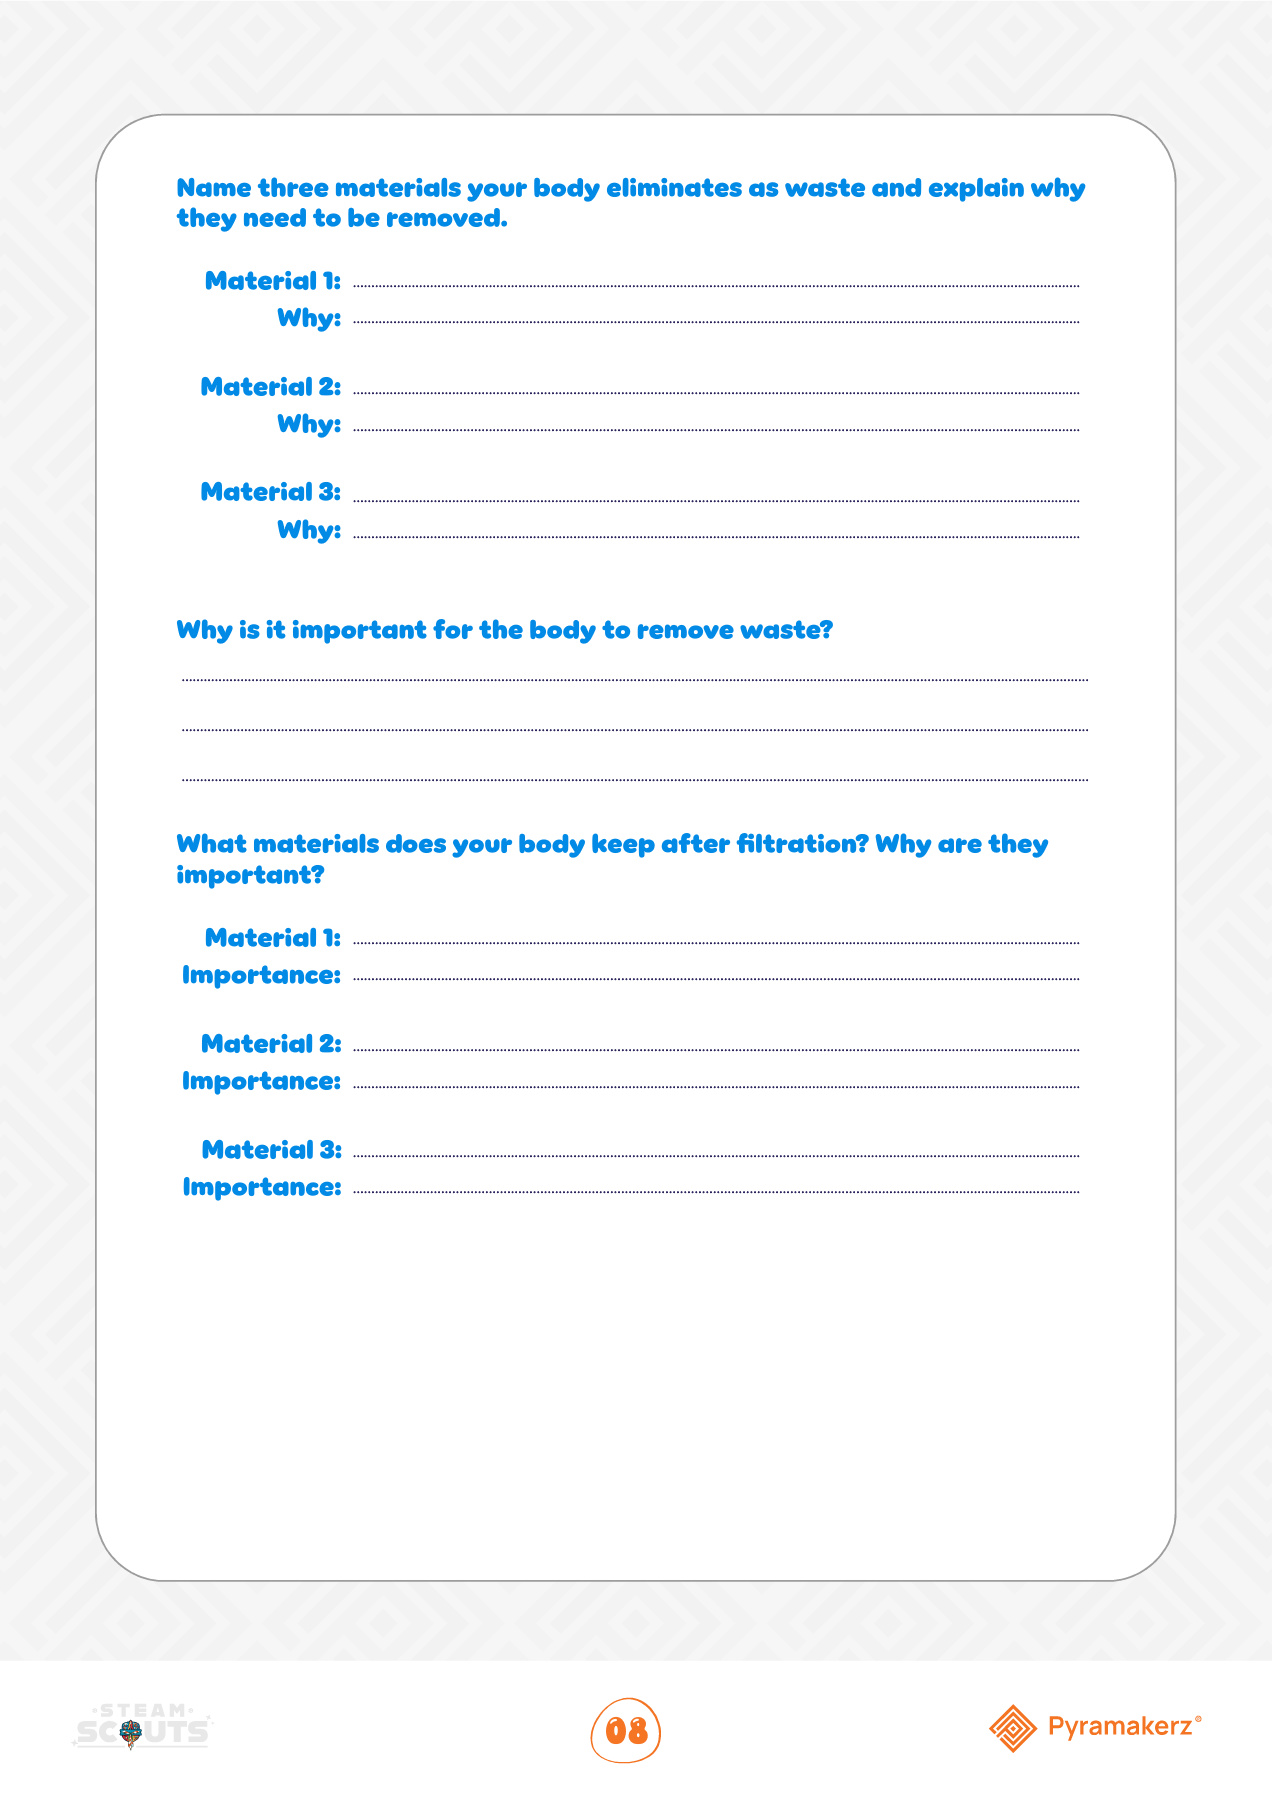 Name three materials your body eliminates as waste and explain why
they need to be removed.
Material 1:
Why:
Material 2:
Why:
Material 3:
Why:
Why is it important for the body to remove waste?
What materials does your body keep after filtration? Why are they
important?
Material 1:
Importance:
Material 2:
Importance:
Material 3:
Importance:
STEAM
SCOUTS
08
Pyramakerz®